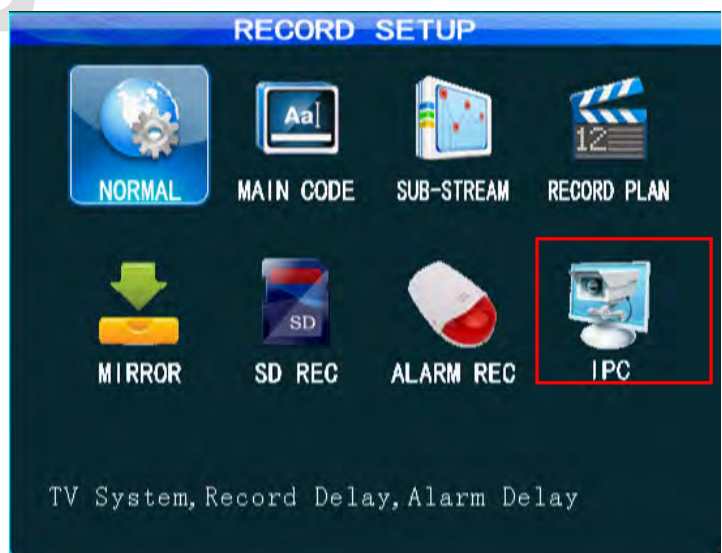 RECORD SETUP
Aa
12
NORMAL MAIN CODE SUB-STREAM RECORD PLAN
SD
MIRROR SD REC ALARM REC IPC
TV System,Record Delay,Alarm Delay